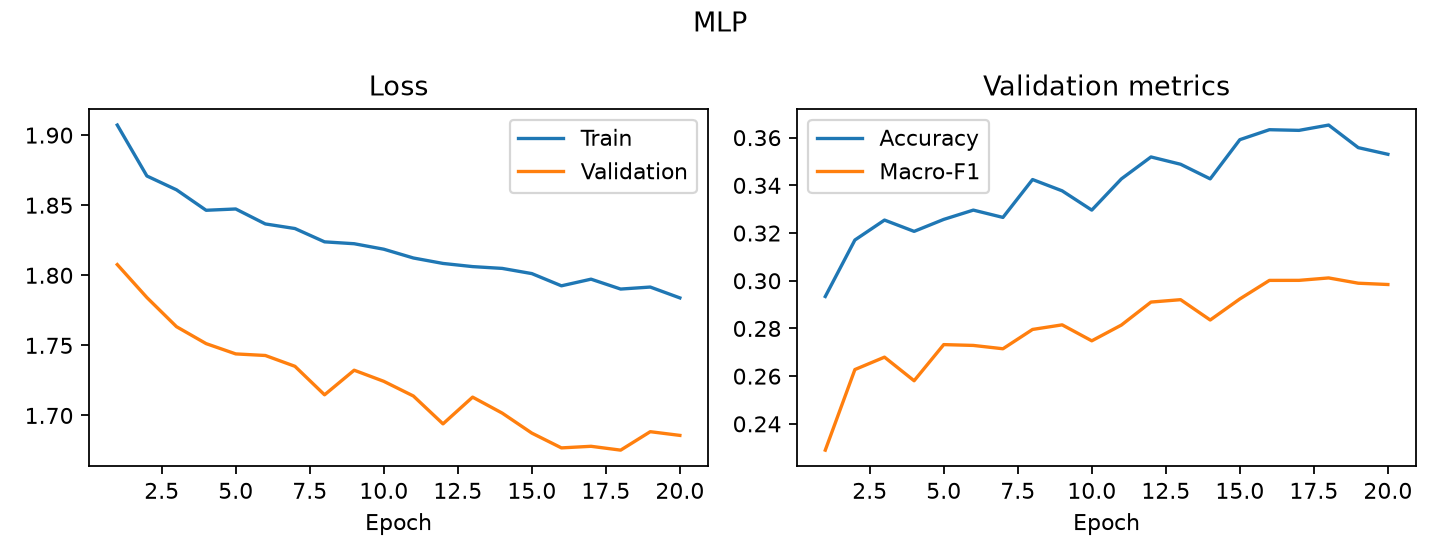 MLP
Loss
1.90
1.85
1.80
1.75
1.70
Train
Validation
2.5 5.0 7.5 10.0 12.5 15.0 17.5 20.0
Epoch
Validation metrics
0.36
0.34
0.32
0.30
0.28
0.26
0.24
Accuracy
Macro-F1
2.5 5.0 7.5 10.0 12.5 15.0 17.5 20.0
Epoch